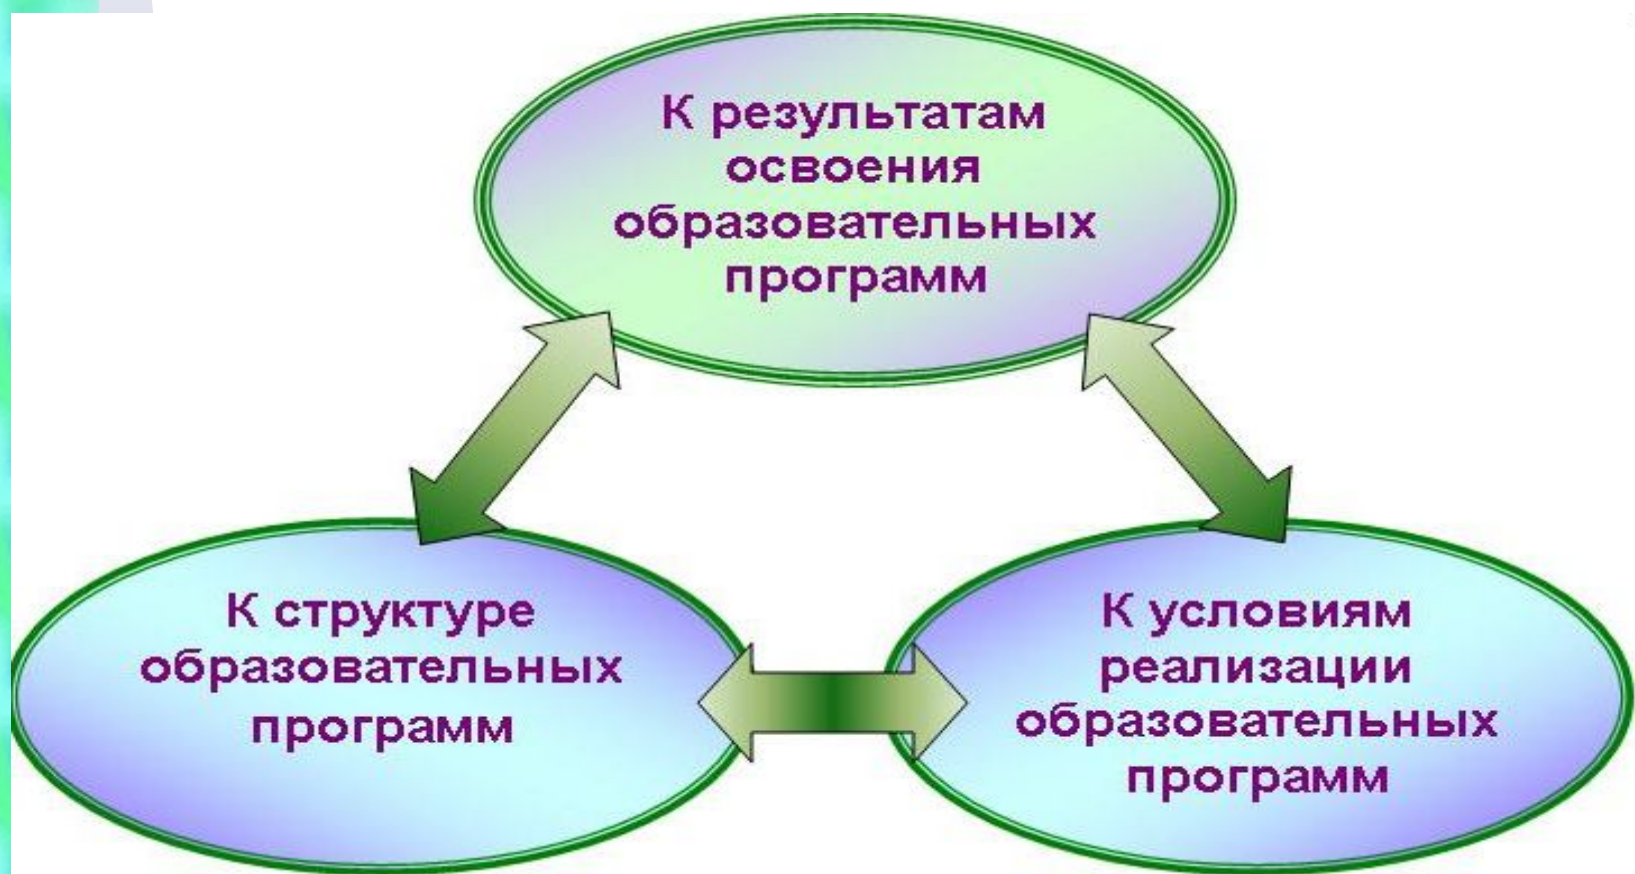 К результатам
освоения
образовательных
программ
К структуре
образовательных
программ
К условиям
реализации
образовательных
программ